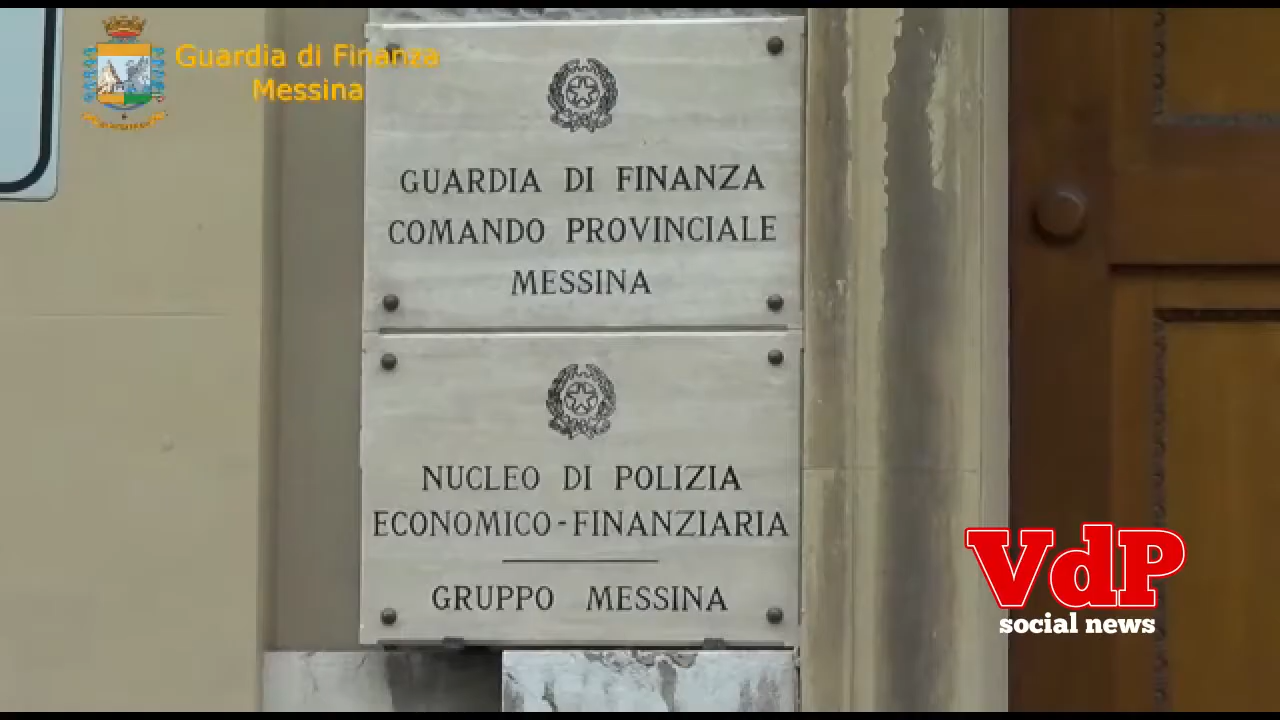 Guardia di Finanza
Messina
GUARDIA DI FINANZA
COMANDO PROVINCIALE
MESSINA
NUCLEO DI POLIZIA
ECONOMICO-FINANZIARIA
GRUPPO MESSINA
VdP
social news